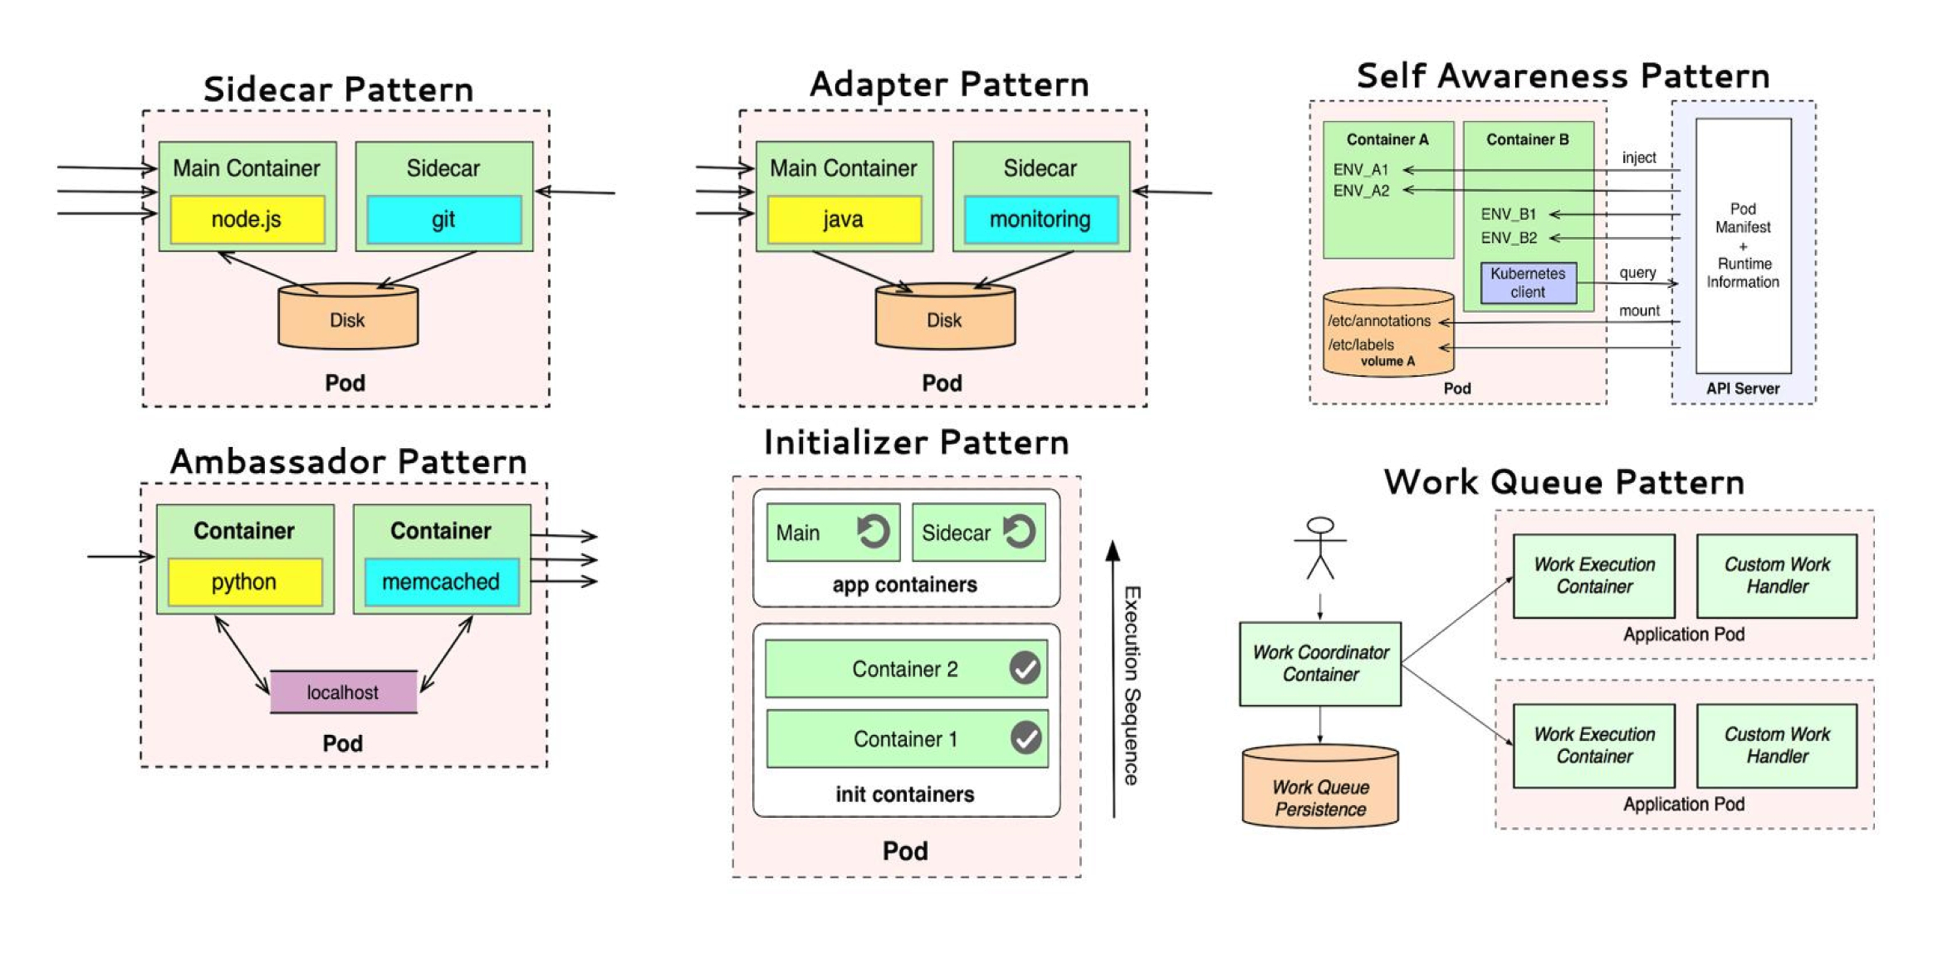 Sidecar Pattern
Main Container
node.js
Sidecar
git
Disk
Pod
Adapter Pattern
Main Container
java
Sidecar
monitoring
Disk
Pod
Self Awareness Pattern
Container A
ENV_A1
ENV_A2
Container B
ENV_B1
ENV_B2
Kubernetes
client
/etc/annotations
/etc/labels
volume A
Pod
inject
query
mount
Pod
Manifest
+
Runtime
Information
API Server
Ambassador Pattern
Container
python
Container
memcached
localhost
Pod
Initializer Pattern
Main
Sidecar
app containers
Container 2
Container 1
init containers
Pod
Execution Sequence
Work Queue Pattern
Work Coordinator
Container
Work Queue
Persistence
Work Execution
Container
Custom Work
Handler
Application Pod
Work Execution
Container
Custom Work
Handler
Application Pod